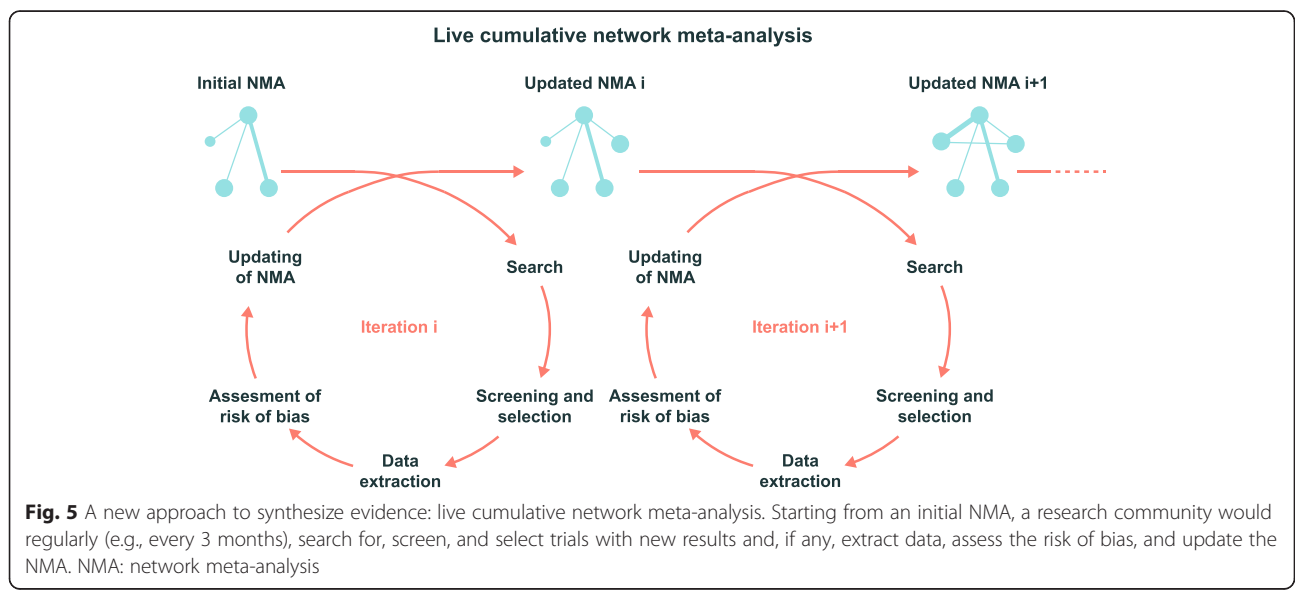 Live cumulative network meta-analysis
Initial NMA
Updated NMA i
Updated NMA i+1
Updating
of NMA
Search
Iteration i
Assesment of
risk of bias
Screening and
selection
Data
extraction
Updating
of NMA
Search
Iteration i+1
Assesment of
risk of bias
Screening and
selection
Data
extraction
Fig. 5 A new approach to synthesize evidence: live cumulative network meta-analysis. Starting from an initial NMA, a research community would
regularly (e.g., every 3 months), search for, screen, and select trials with new results and, if any, extract data, assess the risk of bias, and update the
NMA. NMA: network meta-analysis